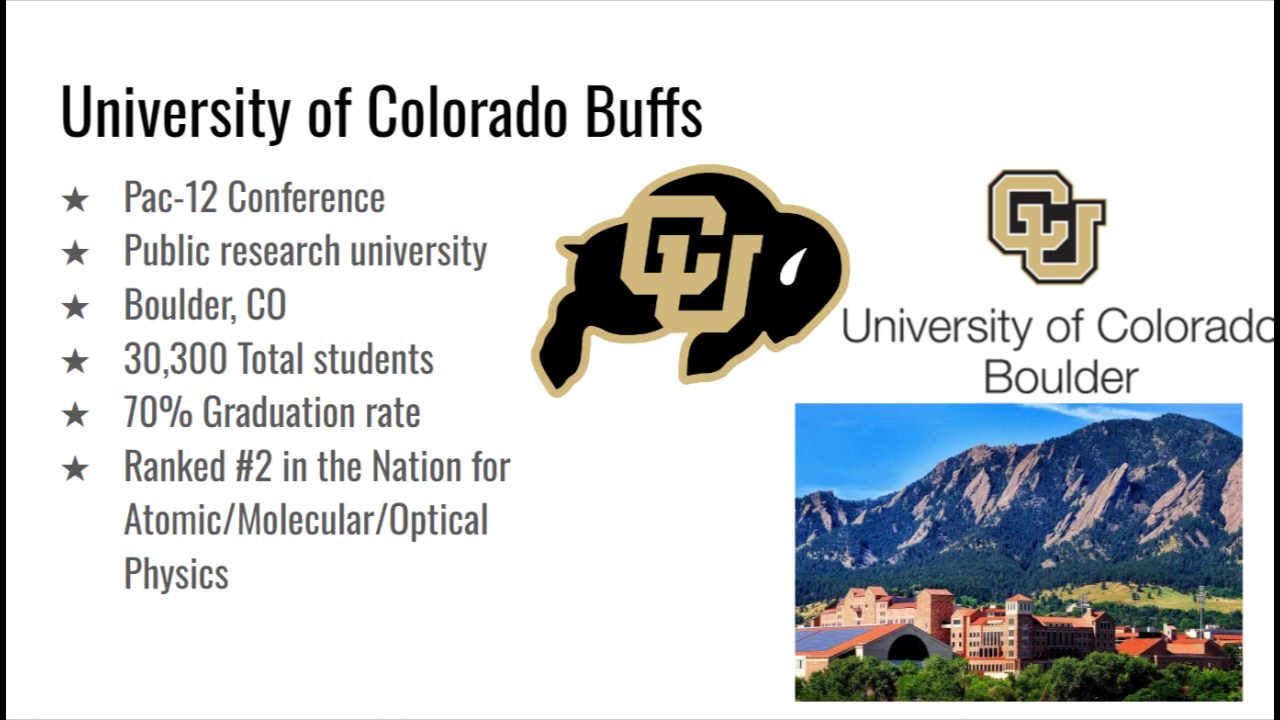 University of Colorado Buffs
★ Pac-12 Conference
★ Public research university
★ Boulder, CO
★ 30,300 Total students
★ 70% Graduation rate
★ Ranked #2 in the Nation for
Atomic/Molecular/Optical
Physics
CU
CU
University of Colorado
Boulder